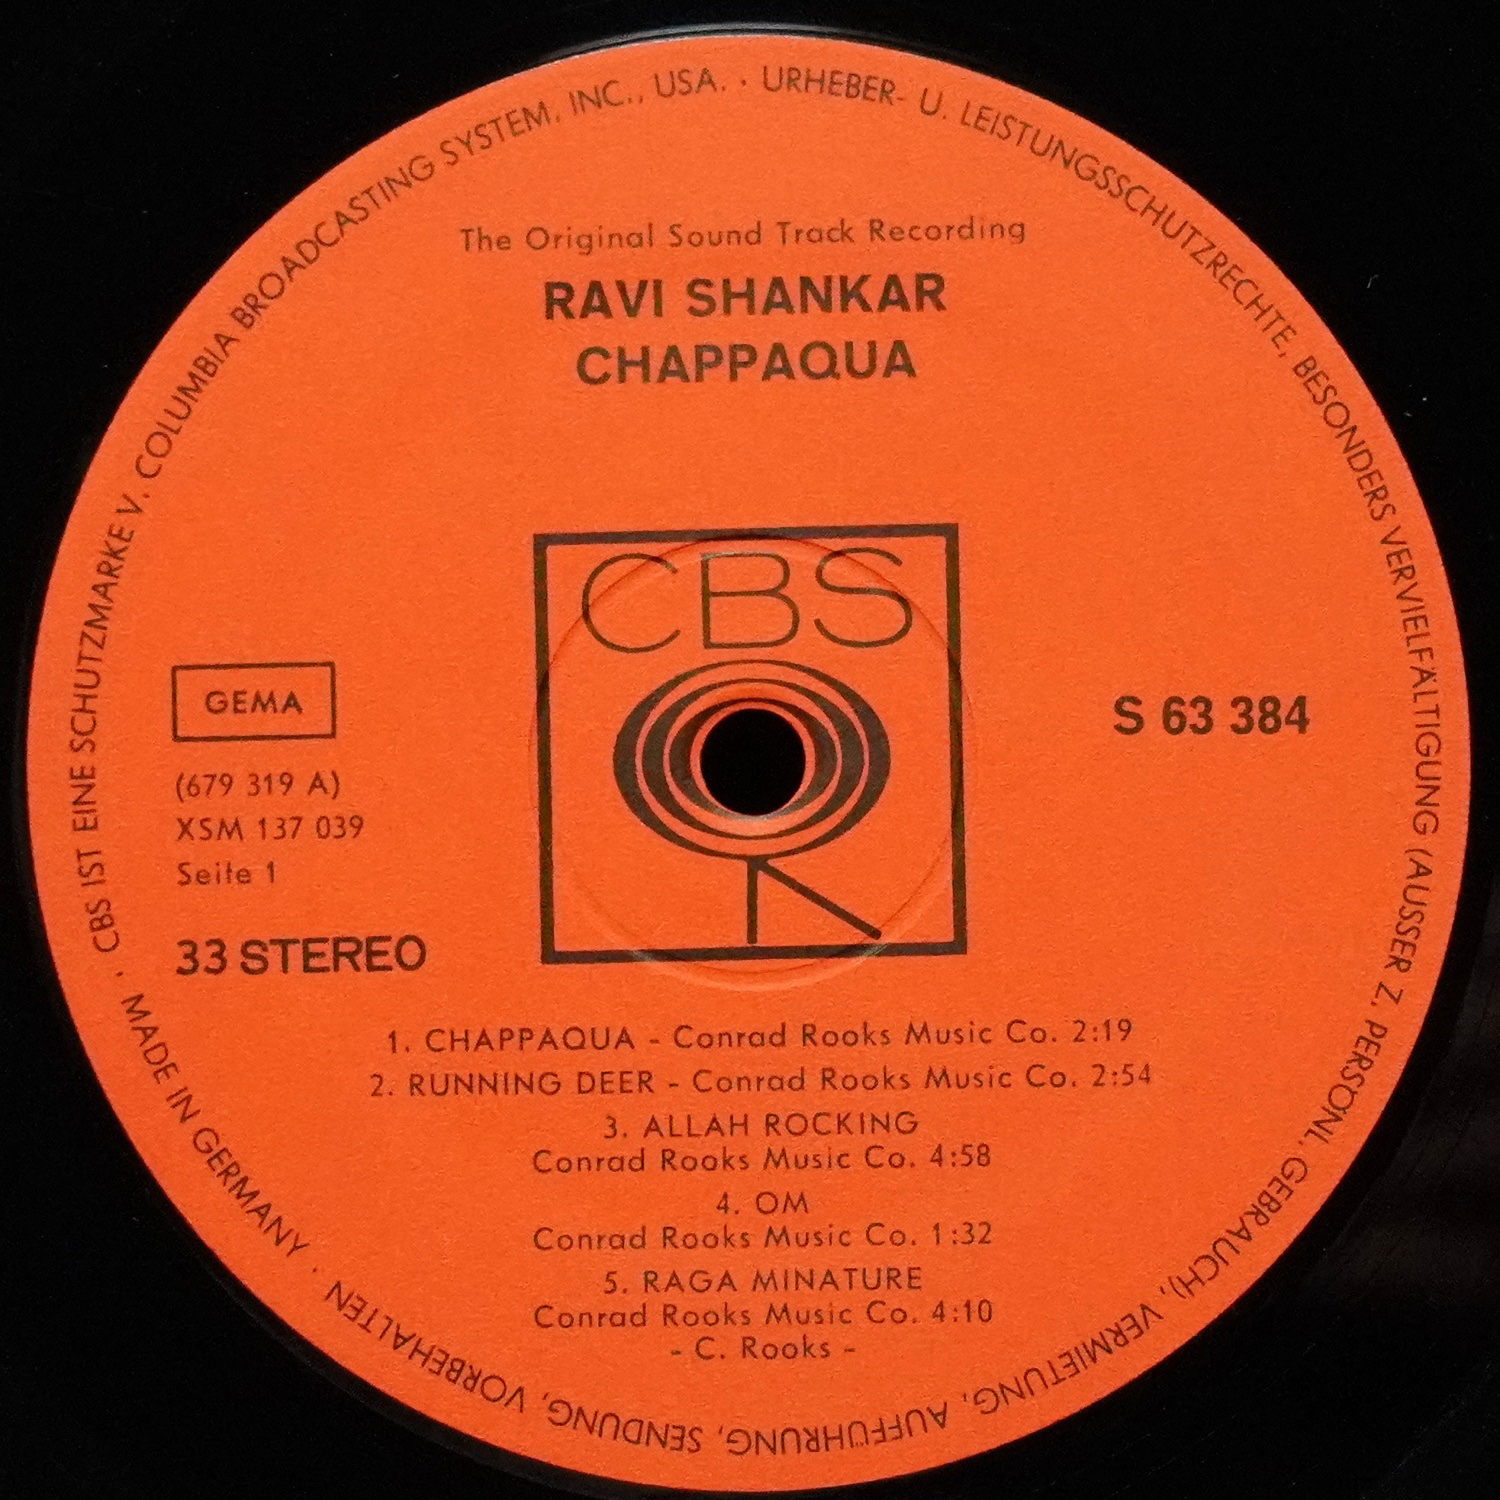 CBS IST EINE SCHUTZMARKE V. COLUMBIA BROADCASTING SYSTEM, INC., USA. · URHEBER- U. LEISTUNGSSCHUTZRECHTE, BESONDERS VERVIELFÄLTIGUNG (AUSSER Z. PERSÖNL. GEBRAUCH), VERMIETUNG, AUFFÜHRUNG, SENDUNG, VORBEHALTEN · MADE IN GERMANY ·
The Original Sound Track Recording
RAVI SHANKAR
CHAPPAQUA
CBS
GEMA
S 63 384
(679 319 A)
XSM 137 039
Seite 1
33 STEREO
1. CHAPPAQUA - Conrad Rooks Music Co. 2:19
2. RUNNING DEER - Conrad Rooks Music Co. 2:54
3. ALLAH ROCKING
Conrad Rooks Music Co. 4:58
4. OM
Conrad Rooks Music Co. 1:32
5. RAGA MINATURE
Conrad Rooks Music Co. 4:10
- C. Rooks -